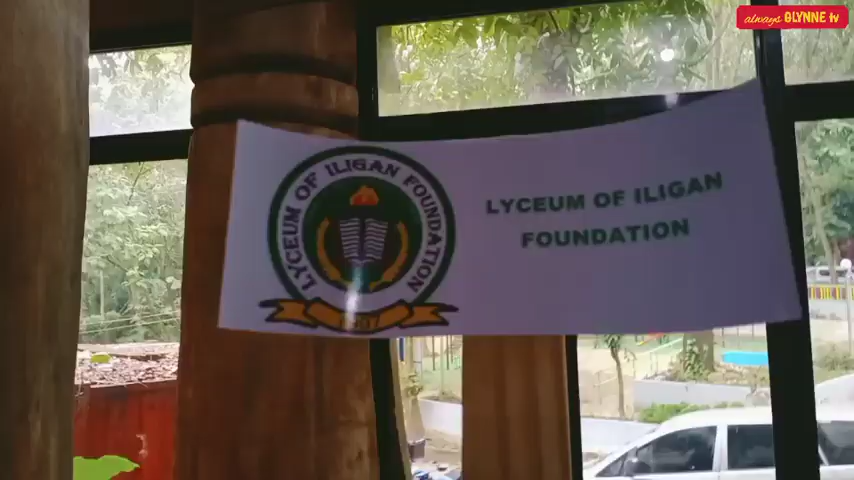 always GLYNNE tv
LYCEUM OF ILIGAN FOUNDATION
LYCEUM OF ILIGAN
FOUNDATION